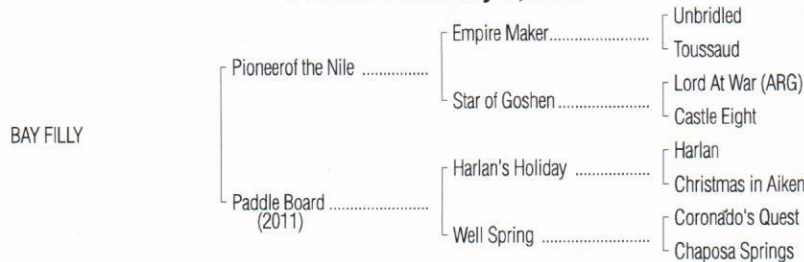 Unbridled
Empire Maker....................
Toussaud
Pioneerof the Nile ................
Lord At War (ARG)
Star of Goshen..................
Castle Eight
BAY FILLY
Harlan
Harlan's Holiday ................
Christmas in Aiken
Paddle Board ......................
(2011)
Coronado's Quest
Well Spring ......................
Chaposa Springs